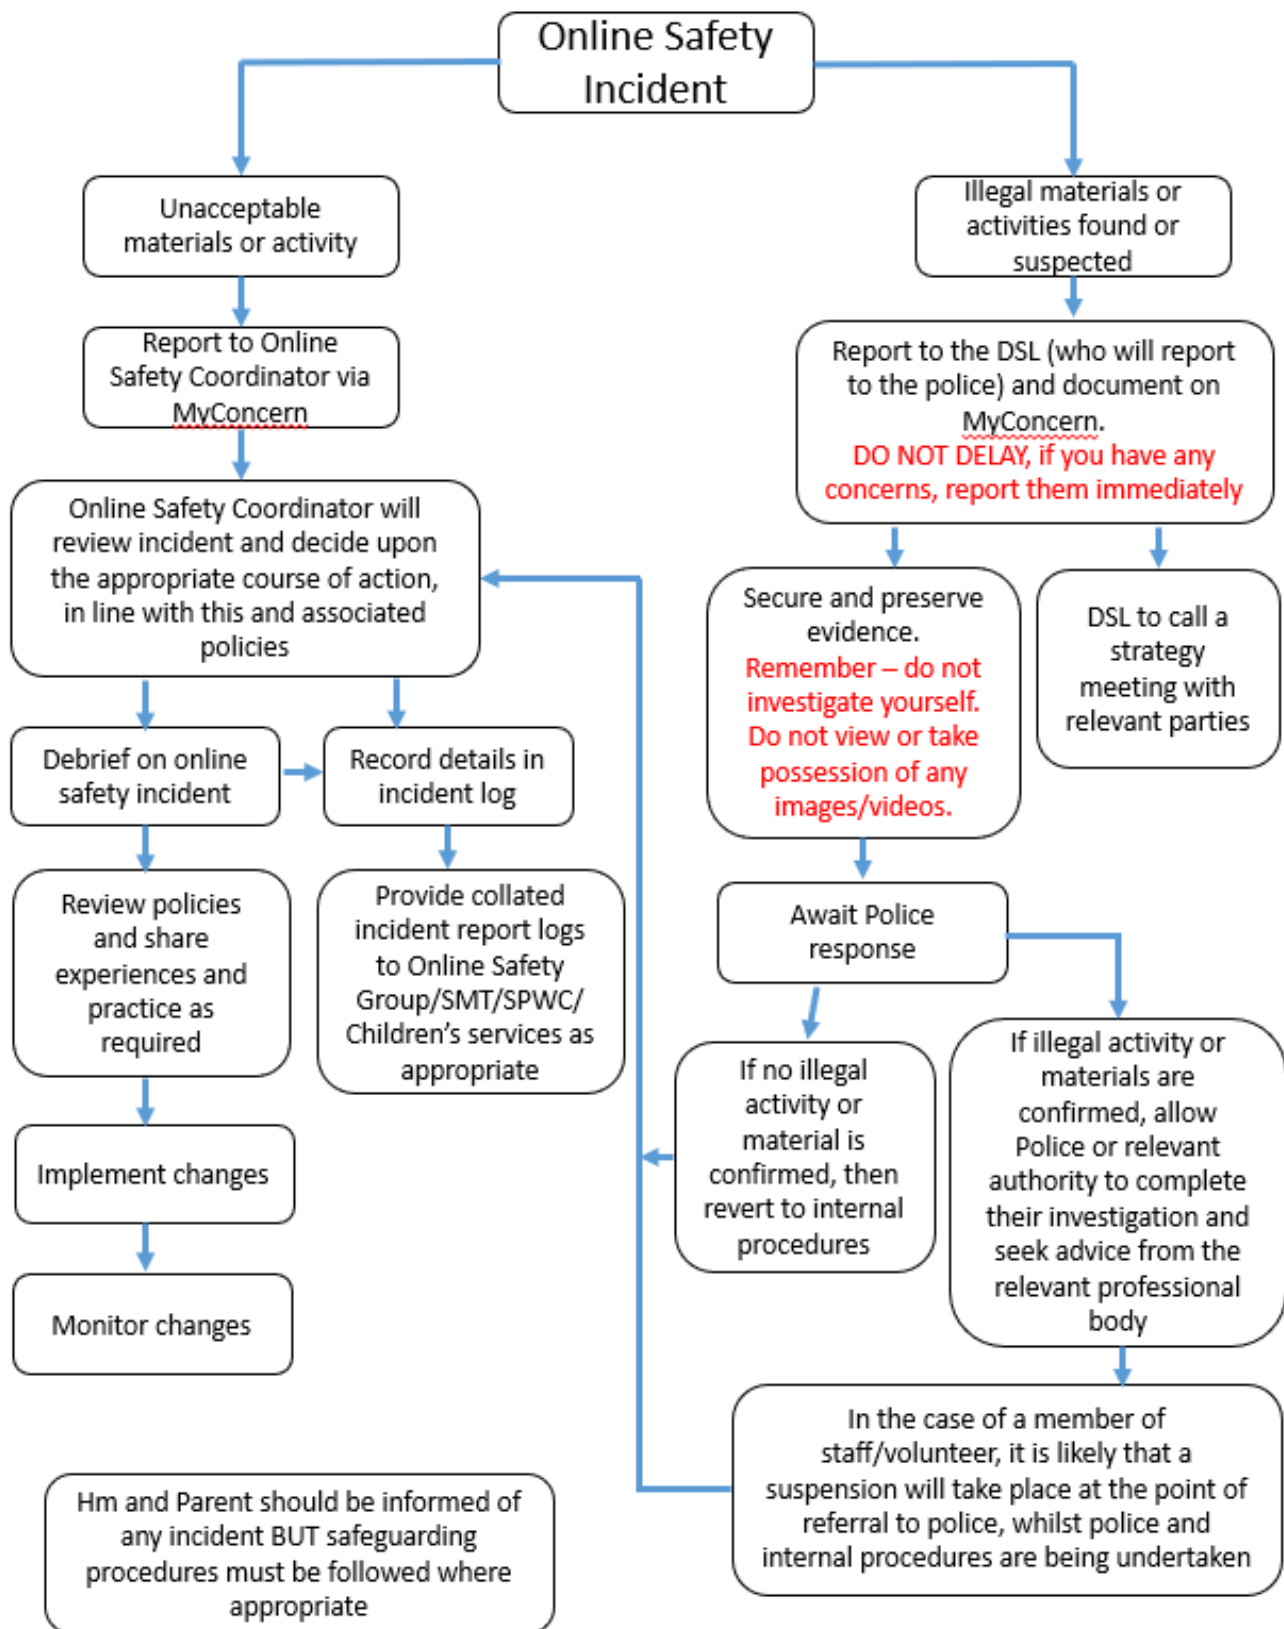 Online Safety
Incident
Unacceptable
materials or activity
Report to Online
Safety Coordinator via
MyConcern
Online Safety Coordinator will
review incident and decide upon
the appropriate course of action,
in line with this and associated
policies
Debrief on online
safety incident
Record details in
incident log
Review policies
and share
experiences and
practice as
required
Provide collated
incident report logs
to Online Safety
Group/SMT/SPWC/
Children’s services as
appropriate
Implement changes
Monitor changes
Hm and Parent should be informed of
any incident BUT safeguarding
procedures must be followed where
appropriate
Illegal materials or
activities found or
suspected
Report to the DSL (who will report
to the police) and document on
MyConcern.
DO NOT DELAY, if you have any
concerns, report them immediately
Secure and preserve
evidence.
Remember – do not
investigate yourself.
Do not view or take
possession of any
images/videos.
DSL to call a
strategy
meeting with
relevant parties
Await Police
response
If no illegal
activity or
material is
confirmed, then
revert to internal
procedures
If illegal activity or
materials are
confirmed, allow
Police or relevant
authority to complete
their investigation and
seek advice from the
relevant professional
body
In the case of a member of
staff/volunteer, it is likely that a
suspension will take place at the point of
referral to police, whilst police and
internal procedures are being undertaken